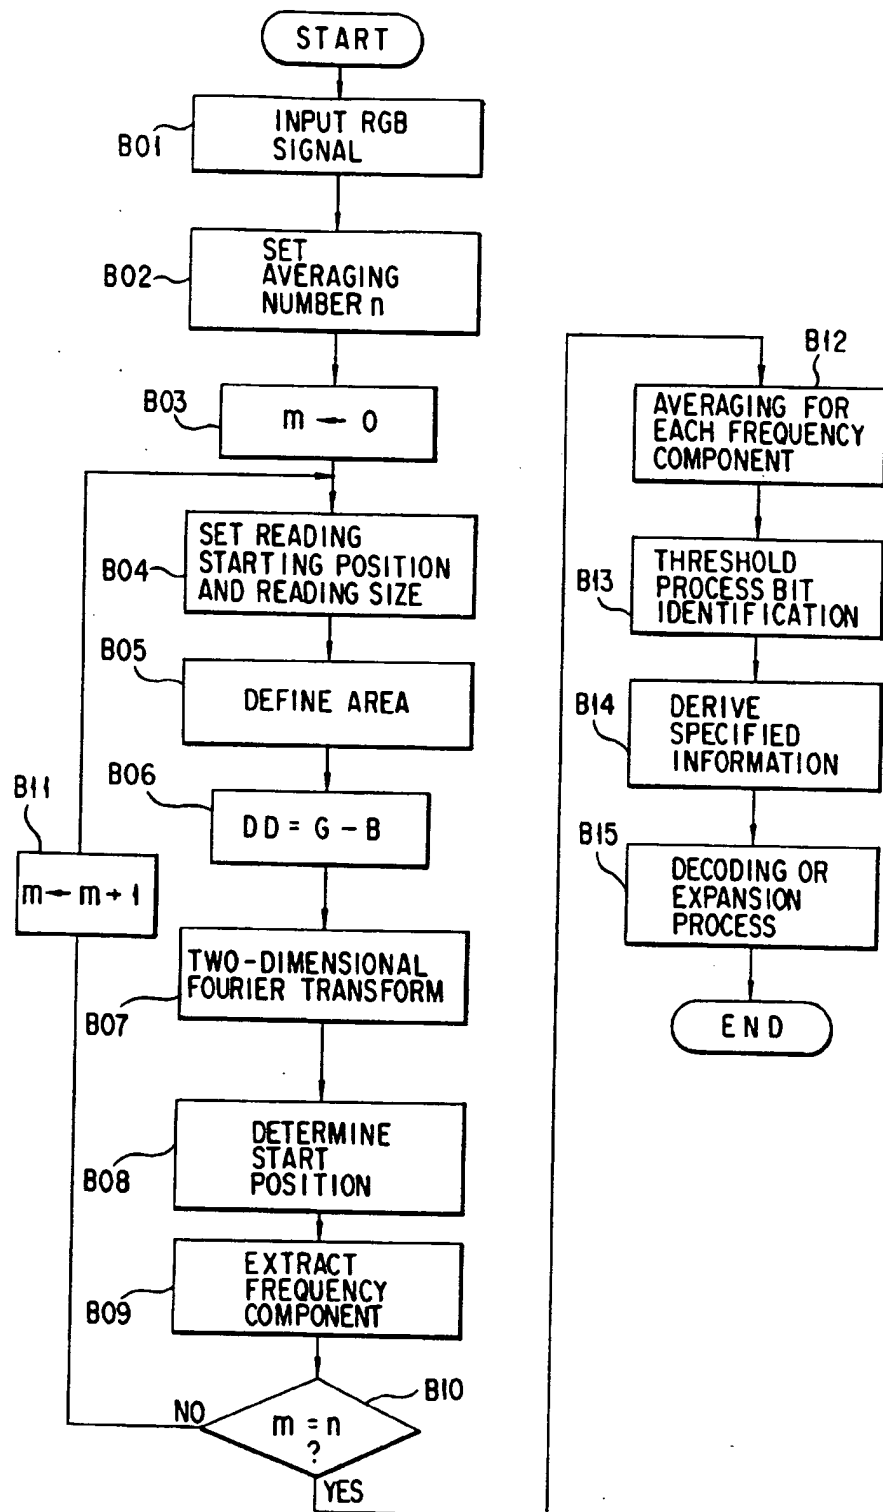 START
B01
INPUT RGB
SIGNAL
B02
SET
AVERAGING
NUMBER n
B03
m ← 0
B04
SET READING
STARTING POSITION
AND READING SIZE
B05
DEFINE AREA
B06
DD = G - B
B11
m ← m + 1
B07
TWO-DIMENSIONAL
FOURIER TRANSFORM
B08
DETERMINE
START
POSITION
B09
EXTRACT
FREQUENCY
COMPONENT
B10
NO
m = n
?
YES
B12
AVERAGING FOR
EACH FREQUENCY
COMPONENT
B13
THRESHOLD
PROCESS BIT
IDENTIFICATION
B14
DERIVE
SPECIFIED
INFORMATION
B15
DECODING OR
EXPANSION
PROCESS
END